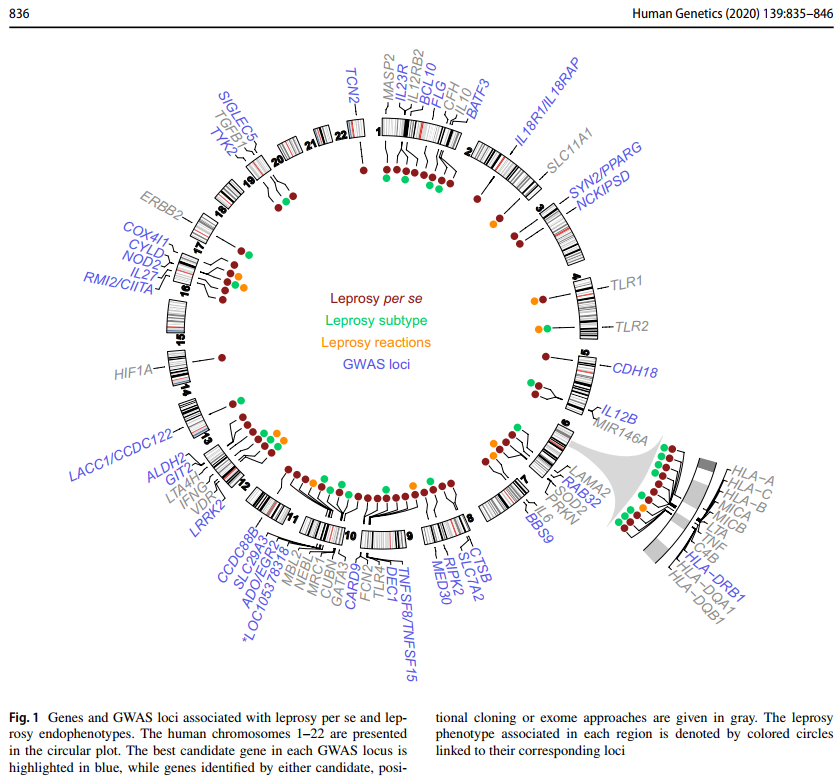 836
Human Genetics (2020) 139:835–846
MASP2
IL23R
IL12RB2
BCL10
FLG
CFH
IL10
BATF3
IL18R1/IL18RAP
SLC11A1
SYN2/PPARG
NCKIPSD
TLR1
TLR2
CDH18
IL12B
MIR146A
LAMA2
RAB32
SOD2
PRKN
HLA-A
HLA-C
HLA-B
MICA
MICB
LTA
TNF
C4B
HLA-DRB1
HLA-DQA1
HLA-DQB1
IL6
BBS9
CTSB
SLC7A2
RIPK2
MED30
TNFSF8/TNFSF15
DEC1
TLR4
FCN2
CARD9
GATA3
CUBN
MRC1
NEBL
MBL2
*LOC105378318
ADO/EGR2
SLC29A3
CCDC88B
LRRK2
VDR
IFNG
LTA4H
GIT2
ALDH2
LACC1/CCDC122
HIF1A
RMI2/CIITA
IL27
NOD2
CYLD
COX4I1
ERBB2
TYK2
TGFB1
SIGLEC5
TCN2
1
2
3
4
5
6
7
8
9
10
11
12
13
14
15
16
17
18
19
20
21
22
Leprosy per se
Leprosy subtype
Leprosy reactions
GWAS loci
Fig. 1 Genes and GWAS loci associated with leprosy per se and lep-
rosy endophenotypes. The human chromosomes 1–22 are presented
in the circular plot. The best candidate gene in each GWAS locus is
highlighted in blue, while genes identified by either candidate, posi-
tional cloning or exome approaches are given in gray. The leprosy
phenotype associated in each region is denoted by colored circles
linked to their corresponding loci